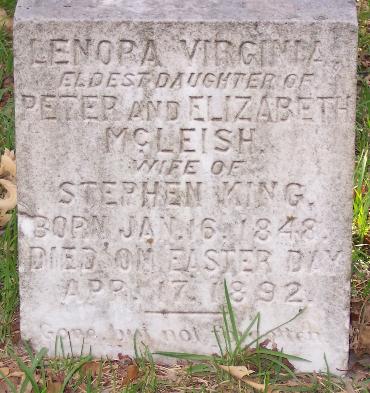 LENORA VIRGINIA,
ELDEST DAUGHTER OF
PETER AND ELIZABETH
McLEISH.
WIFE OF
STEPHEN KING.
BORN JAN. 16. 1848.
DIED ON EASTER DAY
APR. 17. 1892.
Gone, but not